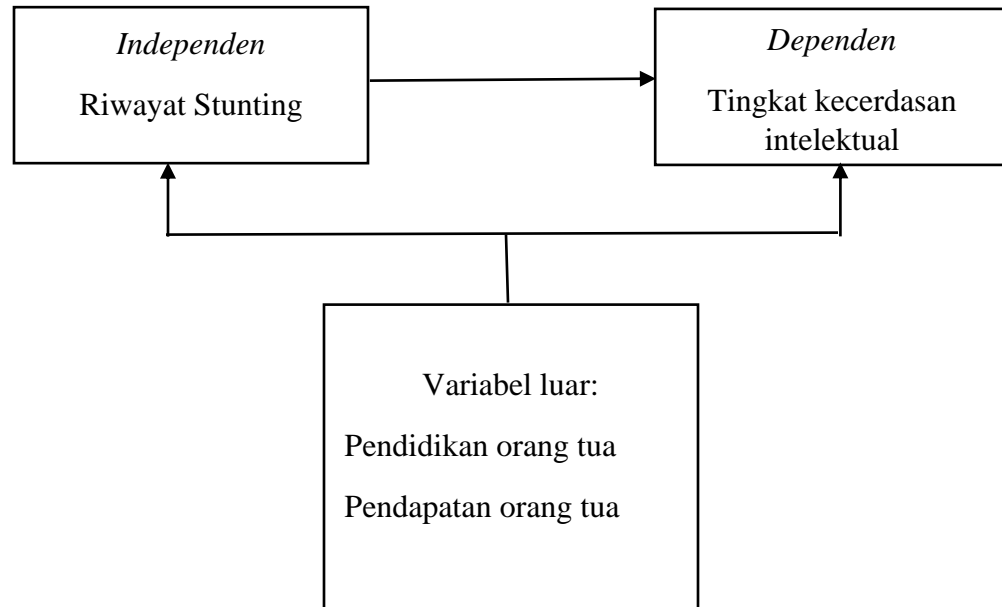 Independen
Riwayat Stunting
Dependen
Tingkat kecerdasan
intelektual
Variabel luar:
Pendidikan orang tua
Pendapatan orang tua